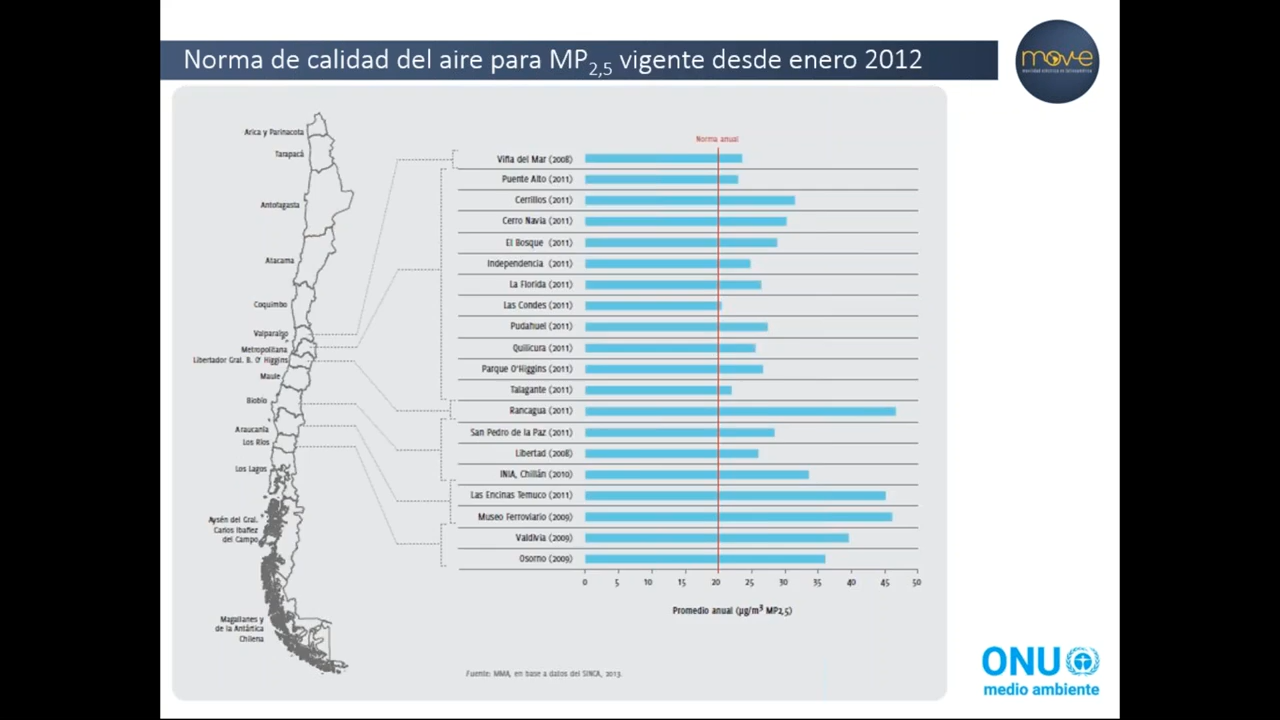 Norma de calidad del aire para MP2,5 vigente desde enero 2012
mov-e
movilidad eléctrica en latinoamérica
Arica y Parinacota
Tarapacá
Antofagasta
Atacama
Coquimbo
Valparaíso
Metropolitana
Libertador Gral. B. O' Higgins
Maule
Biobío
Araucanía
Los Ríos
Los Lagos
Aysén del Gral.
Carlos Ibañez
del Campo
Magallanes y
de la Antártica
Chilena
Norma anual
Viña del Mar (2008)
Puente Alto (2011)
Cerrillos (2011)
Cerro Navia (2011)
El Bosque (2011)
Independencia (2011)
La Florida (2011)
Las Condes (2011)
Pudahuel (2011)
Quilicura (2011)
Parque O'Higgins (2011)
Talagante (2011)
Rancagua (2011)
San Pedro de la Paz (2011)
Libertad (2008)
INIA, Chillán (2010)
Las Encinas Temuco (2011)
Museo Ferroviario (2009)
Valdivia (2009)
Osorno (2009)
0 5 10 15 20 25 30 35 40 45 50
Promedio anual (µg/m³ MP2,5)
Fuente: MMA, en base a datos del SINCA, 2013.
ONU
medio ambiente